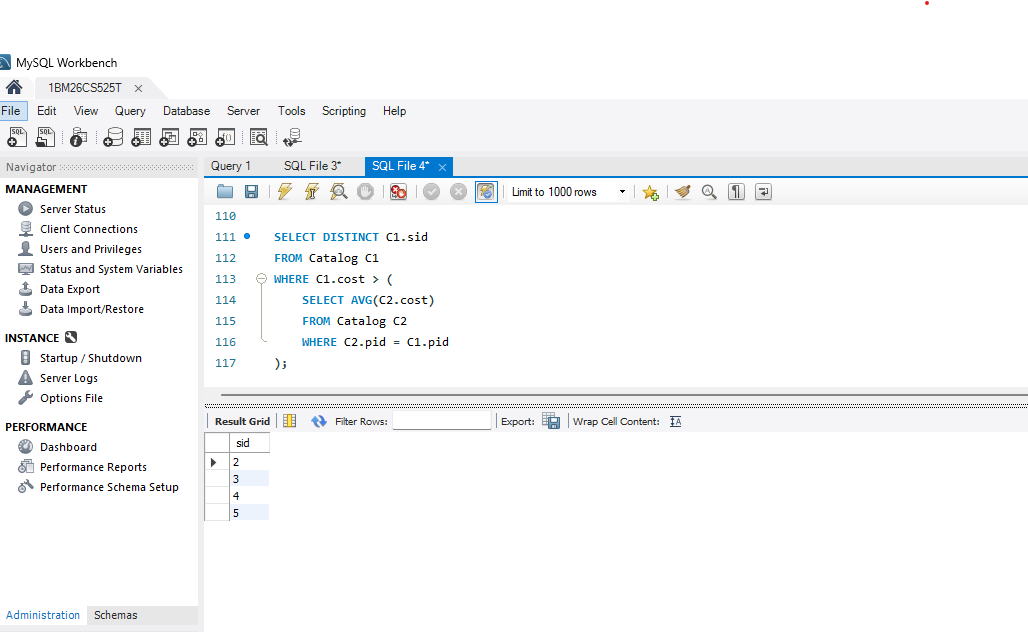 MySQL Workbench
1BM26CS525T
File Edit View Query Database Server Tools Scripting Help
Navigator
Query 1 SQL File 3* SQL File 4*
MANAGEMENT
Server Status
Client Connections
Users and Privileges
Status and System Variables
Data Export
Data Import/Restore
INSTANCE
Startup / Shutdown
Server Logs
Options File
PERFORMANCE
Dashboard
Performance Reports
Performance Schema Setup
Administration Schemas
Limit to 1000 rows
110
111 SELECT DISTINCT C1.sid
112 FROM Catalog C1
113 WHERE C1.cost > (
114 SELECT AVG(C2.cost)
115 FROM Catalog C2
116 WHERE C2.pid = C1.pid
117 );
Result Grid Filter Rows: Export: Wrap Cell Content:
sid
2
3
4
5